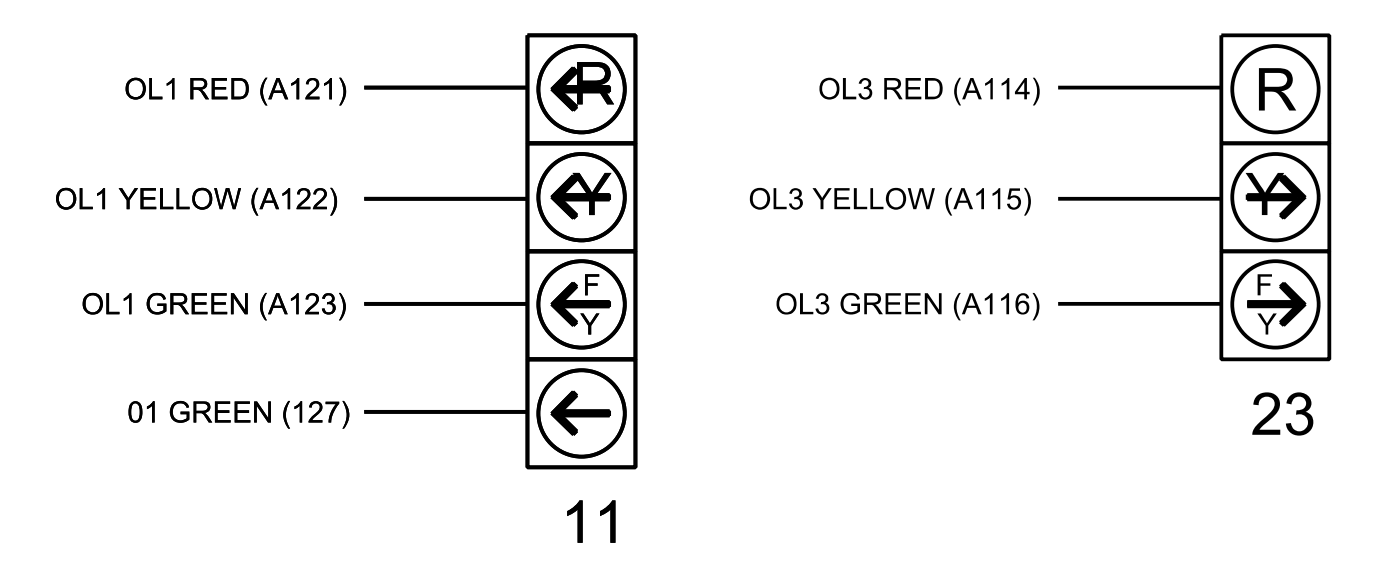 OL1 RED (A121)
R
OL1 YELLOW (A122)
Y
OL1 GREEN (A123)
F
Y
01 GREEN (127)
11
OL3 RED (A114)
R
OL3 YELLOW (A115)
Y
OL3 GREEN (A116)
F
Y
23